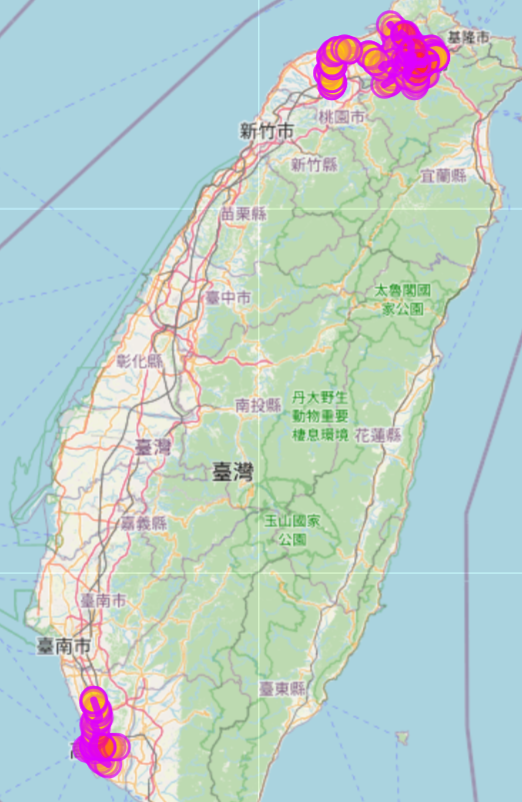 基隆市
桃園市
新竹市
新竹縣
宜蘭縣
苗栗縣
太魯閣國
家公園
臺中市
彰化縣
丹大野生
動物重要
棲息環境
南投縣
花蓮縣
臺灣
臺灣
玉山國家
公園
嘉義縣
臺南市
臺南市
臺東縣